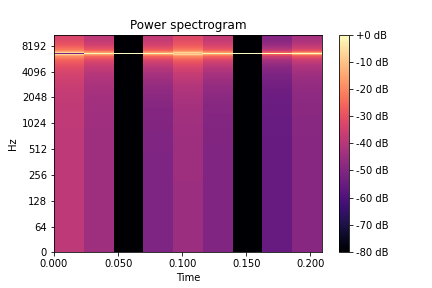 Power spectrogram
Hz
8192
4096
2048
1024
512
256
128
64
0
0.000 0.050 0.100 0.150 0.200
Time
+0 dB
-10 dB
-20 dB
-30 dB
-40 dB
-50 dB
-60 dB
-70 dB
-80 dB